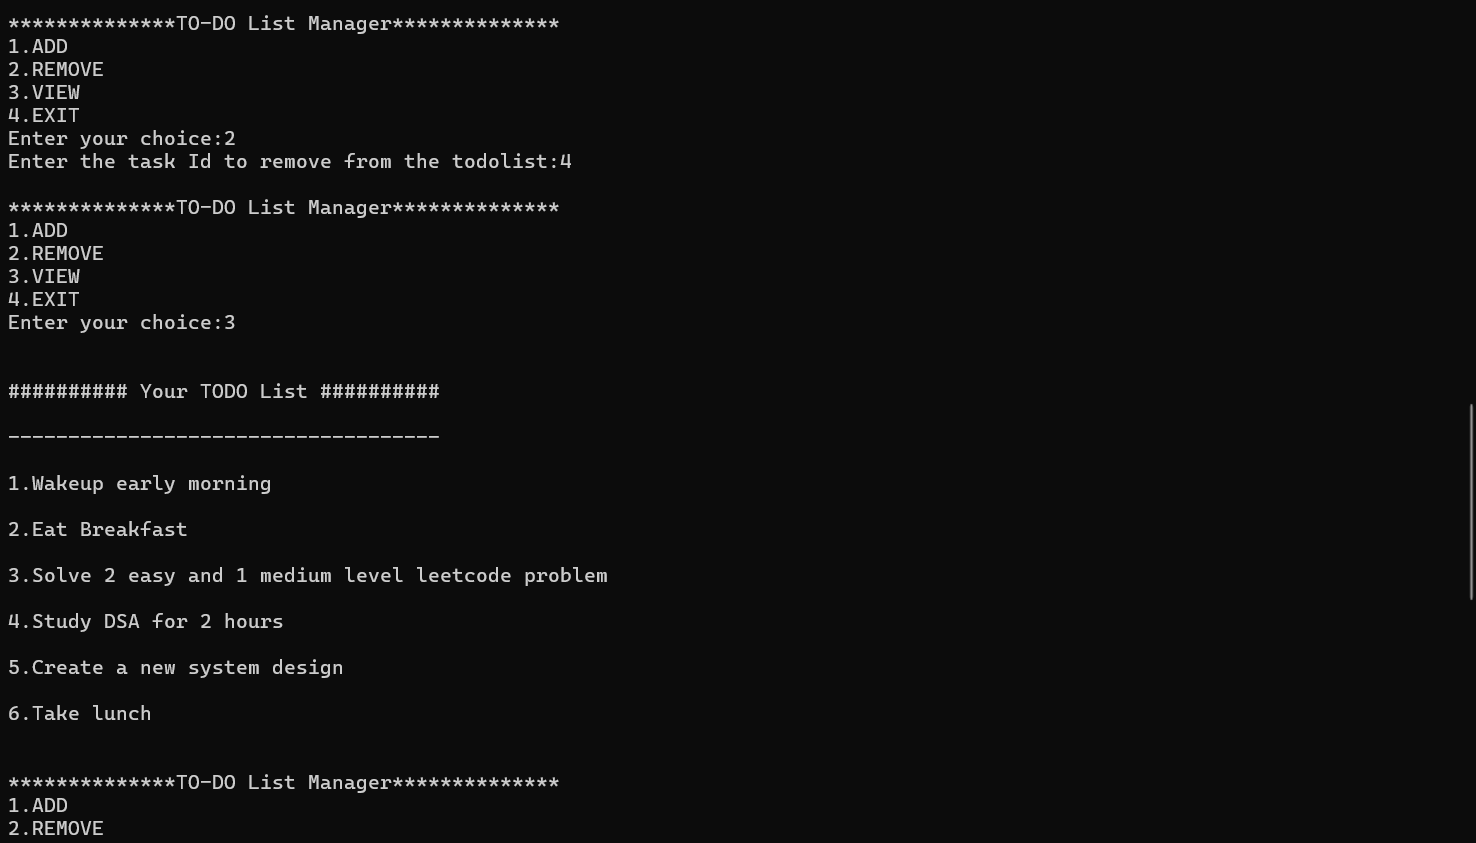 **************TO-DO List Manager**************
1.ADD
2.REMOVE
3.VIEW
4.EXIT
Enter your choice:2
Enter the task Id to remove from the todolist:4
**************TO-DO List Manager**************
1.ADD
2.REMOVE
3.VIEW
4.EXIT
Enter your choice:3
########## Your TODO List ##########
------------------------------------
1.Wakeup early morning
2.Eat Breakfast
3.Solve 2 easy and 1 medium level leetcode problem
4.Study DSA for 2 hours
5.Create a new system design
6.Take lunch
**************TO-DO List Manager**************
1.ADD
2.REMOVE